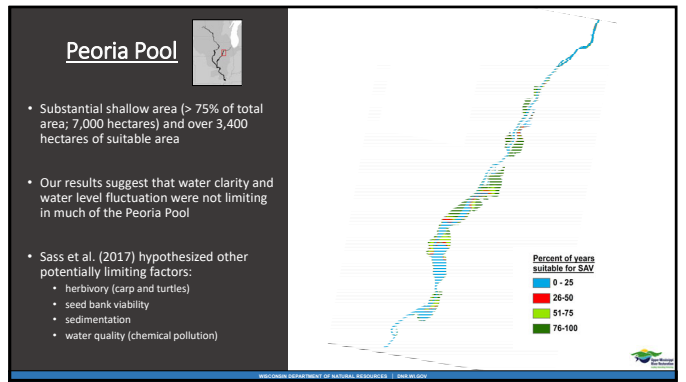 Peoria Pool
• Substantial shallow area (> 75% of total
area; 7,000 hectares) and over 3,400
hectares of suitable area
• Our results suggest that water clarity and
water level fluctuation were not limiting
in much of the Peoria Pool
• Sass et al. (2017) hypothesized other
potentially limiting factors:
• herbivory (carp and turtles)
• seed bank viability
• sedimentation
• water quality (chemical pollution)
Percent of years
suitable for SAV
0 - 25
26-50
51-75
76-100
Upper Mississippi
River Restoration
WISCONSIN DEPARTMENT OF NATURAL RESOURCES | DNR.WI.GOV